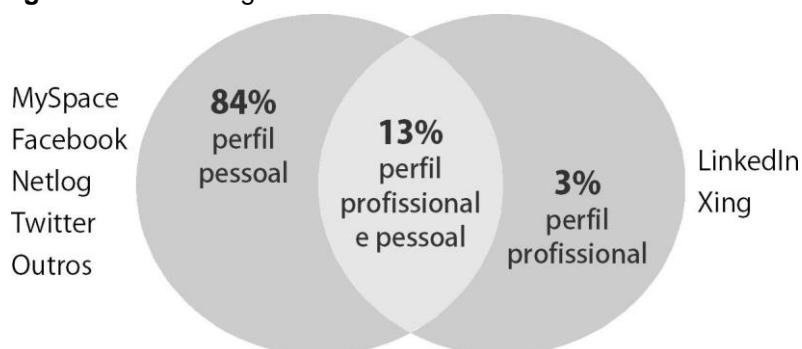 MySpace
Facebook
Netlog
Twitter
Outros
84%
perfil
pessoal
13%
perfil
profissional
e pessoal
3%
perfil
profissional
LinkedIn
Xing